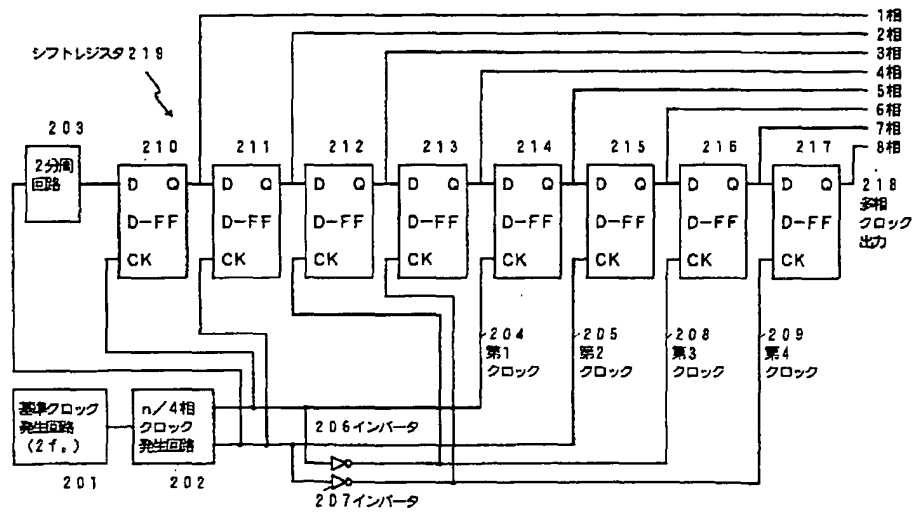 1相
2相
3相
4相
5相
6相
7相
8相
シフトレジスタ219
203
2分周
回路
210
211
212
213
214
215
216
217
D Q
D-FF
CK
D Q
D-FF
CK
D Q
D-FF
CK
D Q
D-FF
CK
D Q
D-FF
CK
D Q
D-FF
CK
D Q
D-FF
CK
D Q
D-FF
CK
218
多相
クロック
出力
204
第1
クロック
205
第2
クロック
208
第3
クロック
209
第4
クロック
基準クロック
発生回路
(2f。)
201
n/4相
クロック
発生回路
202
206インバータ
207インバータ